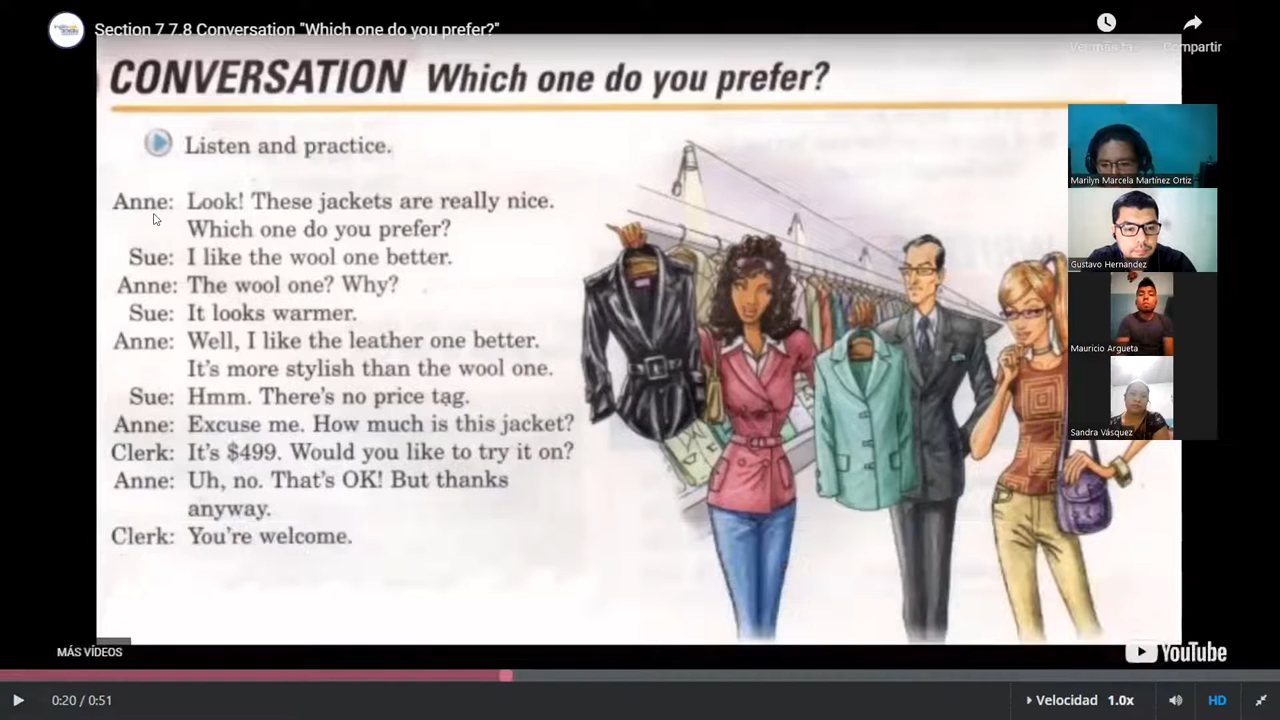 Section 7 7.8 Conversation "Which one do you prefer?"
Ver más ta...
Compartir
CONVERSATION Which one do you prefer?
Listen and practice.
Anne: Look! These jackets are really nice.
Which one do you prefer?
Sue: I like the wool one better.
Anne: The wool one? Why?
Sue: It looks warmer.
Anne: Well, I like the leather one better.
It's more stylish than the wool one.
Sue: Hmm. There's no price tag.
Anne: Excuse me. How much is this jacket?
Clerk: It's $499. Would you like to try it on?
Anne: Uh, no. That's OK! But thanks
anyway.
Clerk: You're welcome.
Marilyn Marcela Martínez Ortiz
Gustavo Hernandez
Mauricio Argueta
Sandra Vásquez
MÁS VÍDEOS
YouTube
0:20 / 0:51
Velocidad 1.0x
HD